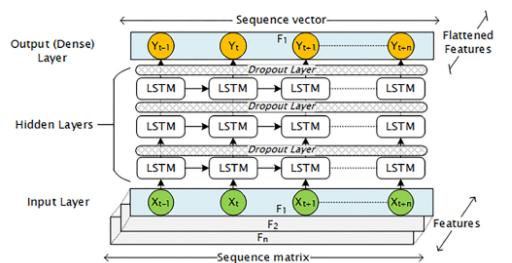 Sequence vector
Output (Dense) Layer
F1
Yt-1 Yt Yt+1 Yt+n
Flattened Features
Dropout Layer
LSTM LSTM LSTM LSTM
Dropout Layer
Hidden Layers
LSTM LSTM LSTM LSTM
Dropout Layer
LSTM LSTM LSTM LSTM
Input Layer
Xt-1 Xt Xt+1 Xt+n
F1
F2
Fn
Features
Sequence matrix